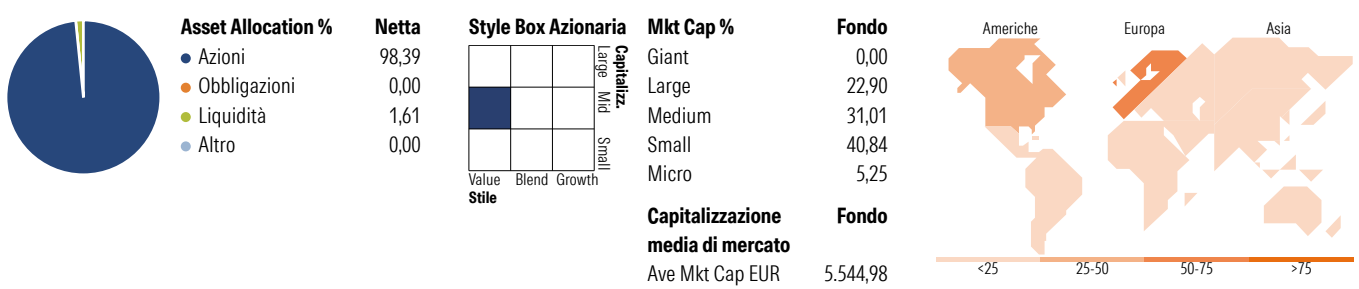 Asset Allocation % Netta
Azioni 98,39
Obbligazioni 0,00
Liquidità 1,61
Altro 0,00
Style Box Azionaria
Capitalizz.
Large Mid Small
Value Blend Growth
Stile
Mkt Cap % Fondo
Giant 0,00
Large 22,90
Medium 31,01
Small 40,84
Micro 5,25
Capitalizzazione Fondo
media di mercato
Ave Mkt Cap EUR 5.544,98
Americhe Europa Asia
<25 25-50 50-75 >75